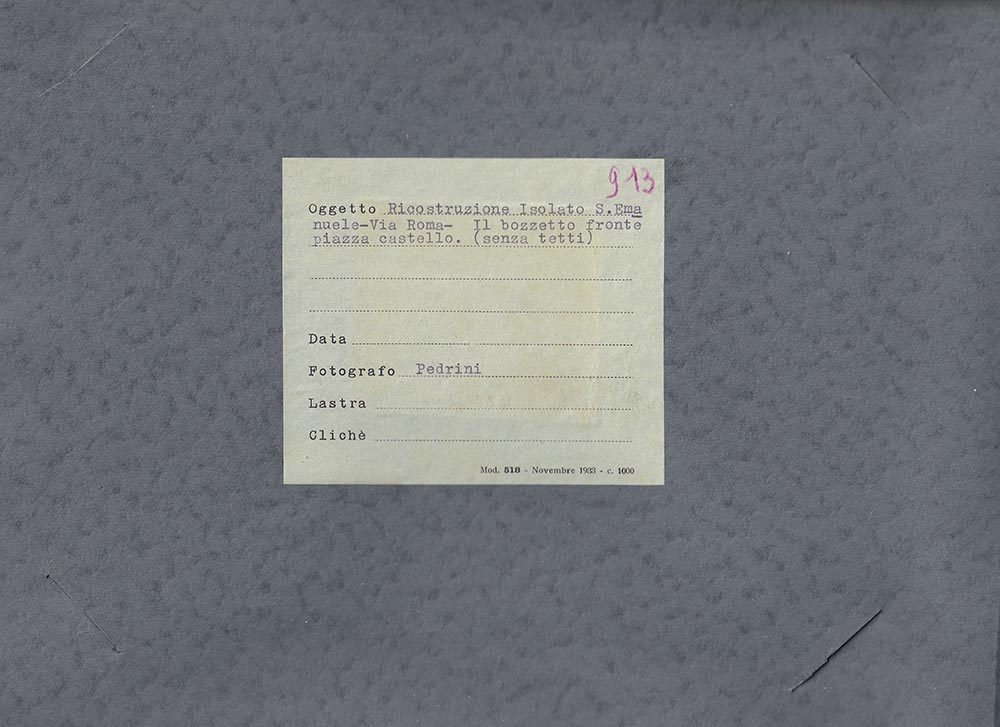 913
Oggetto Ricostruzione Isolato S.Ema
nuele-Via Roma- Il bozzetto fronte
piazza castello. (senza tetti)
Data
Fotografo Pedrini
Lastra
Clichè
Mod. 518 - Novembre 1933 - c. 1000